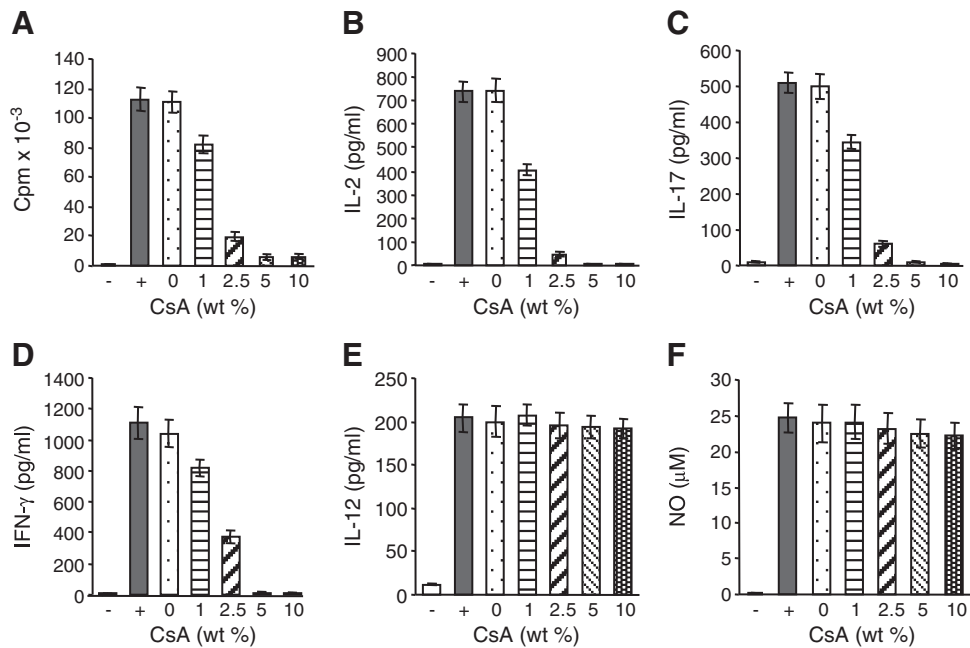 A
Cpm x 10-3
140
120
100
80
60
40
20
0
- + 0 1 2.5 5 10
CsA (wt %)
B
IL-2 (pg/ml)
900
800
700
600
500
400
300
200
100
0
- + 0 1 2.5 5 10
CsA (wt %)
C
IL-17 (pg/ml)
600
500
400
300
200
100
0
- + 0 1 2.5 5 10
CsA (wt %)
D
IFN-γ (pg/ml)
1400
1200
1000
800
600
400
200
0
- + 0 1 2.5 5 10
CsA (wt %)
E
IL-12 (pg/ml)
250
200
150
100
50
0
- + 0 1 2.5 5 10
CsA (wt %)
F
NO (μM)
30
25
20
15
10
5
0
- + 0 1 2.5 5 10
CsA (wt %)